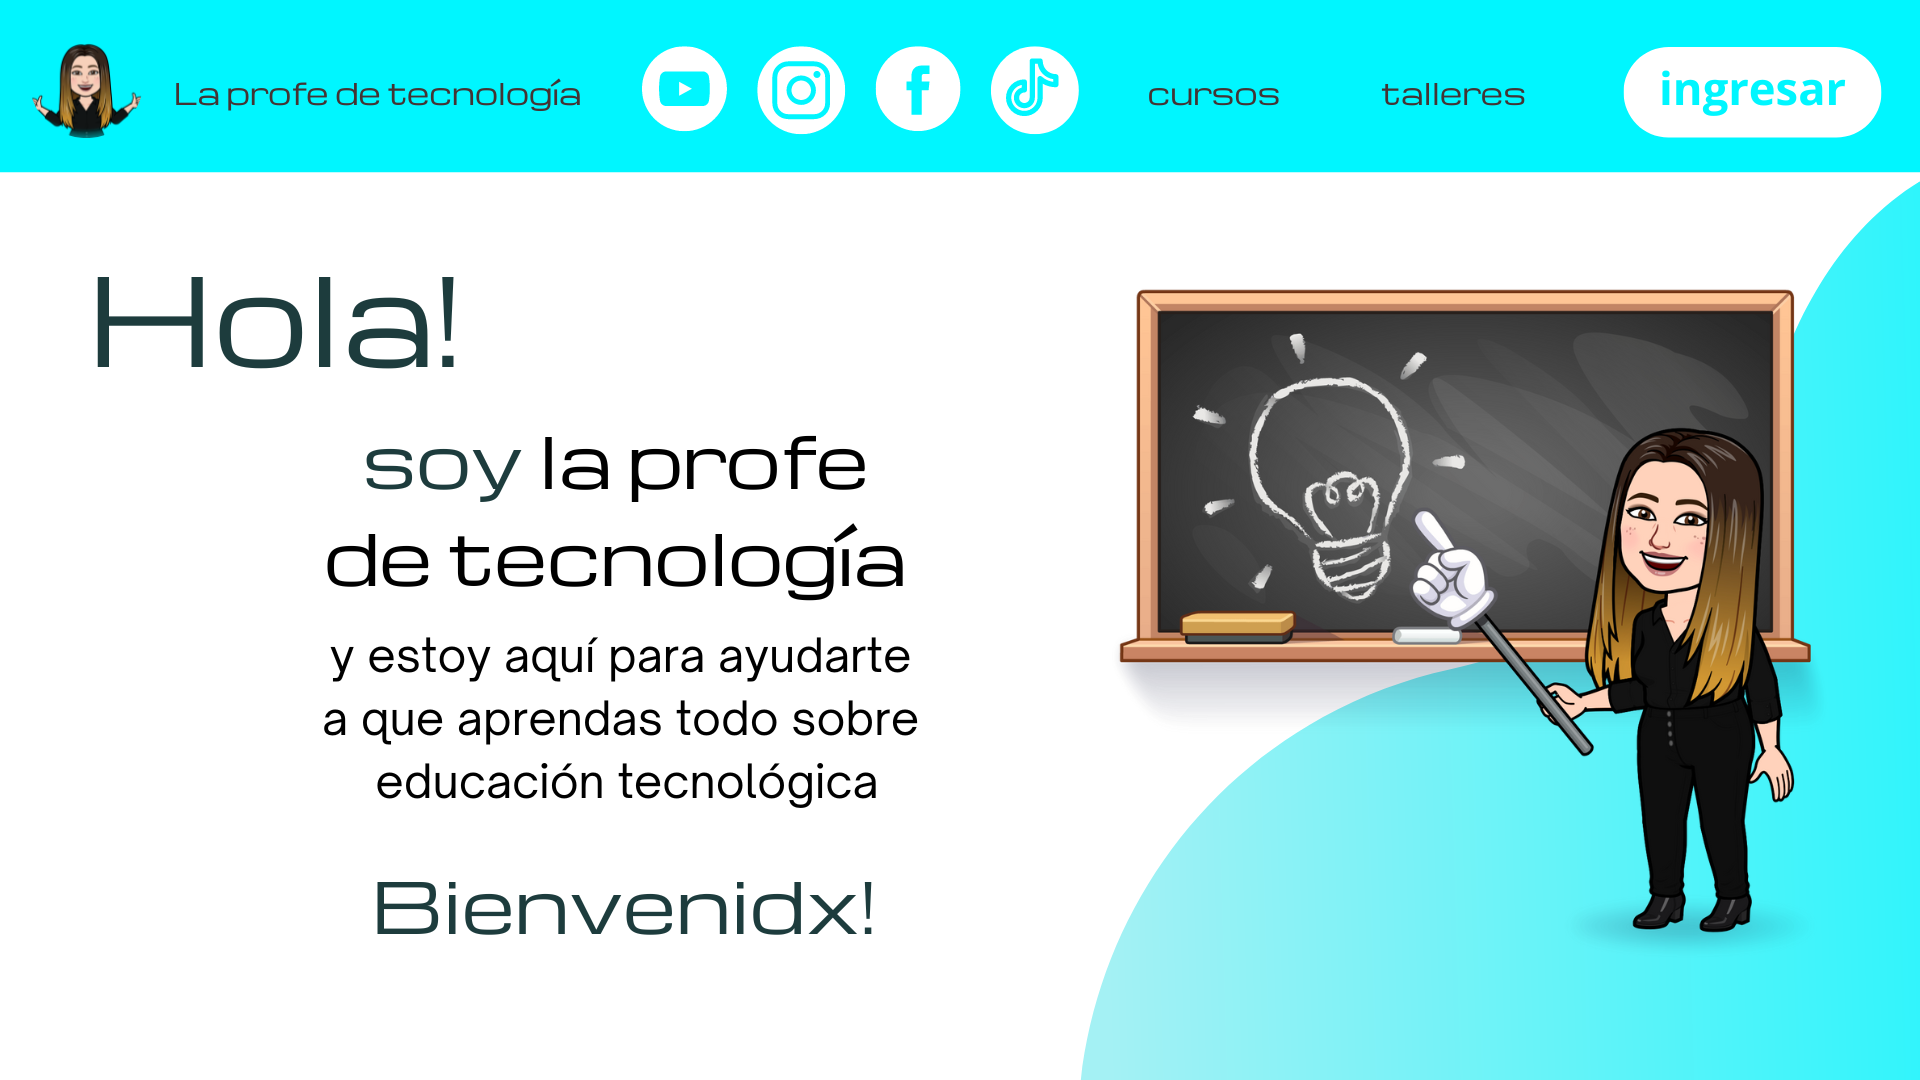 La profe de tecnología
cursos
talleres
ingresar
Hola!
soy la profe
de tecnología
y estoy aquí para ayudarte
a que aprendas todo sobre
educación tecnológica
Bienvenidx!